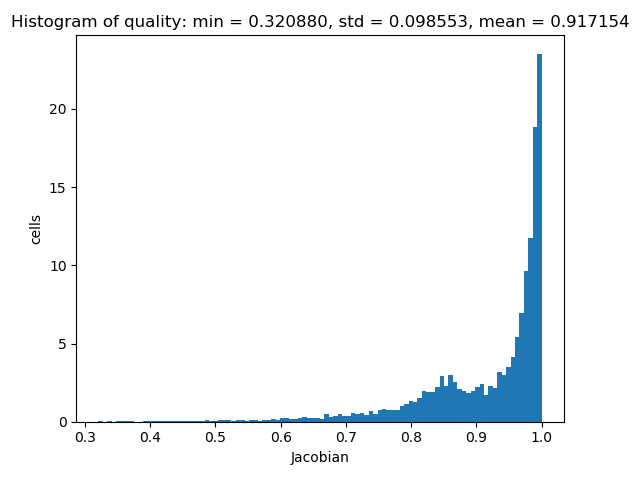 Histogram of quality: min = 0.320880, std = 0.098553, mean = 0.917154
20
15
cells
10
5
0
0.3 0.4 0.5 0.6 0.7 0.8 0.9 1.0
Jacobian